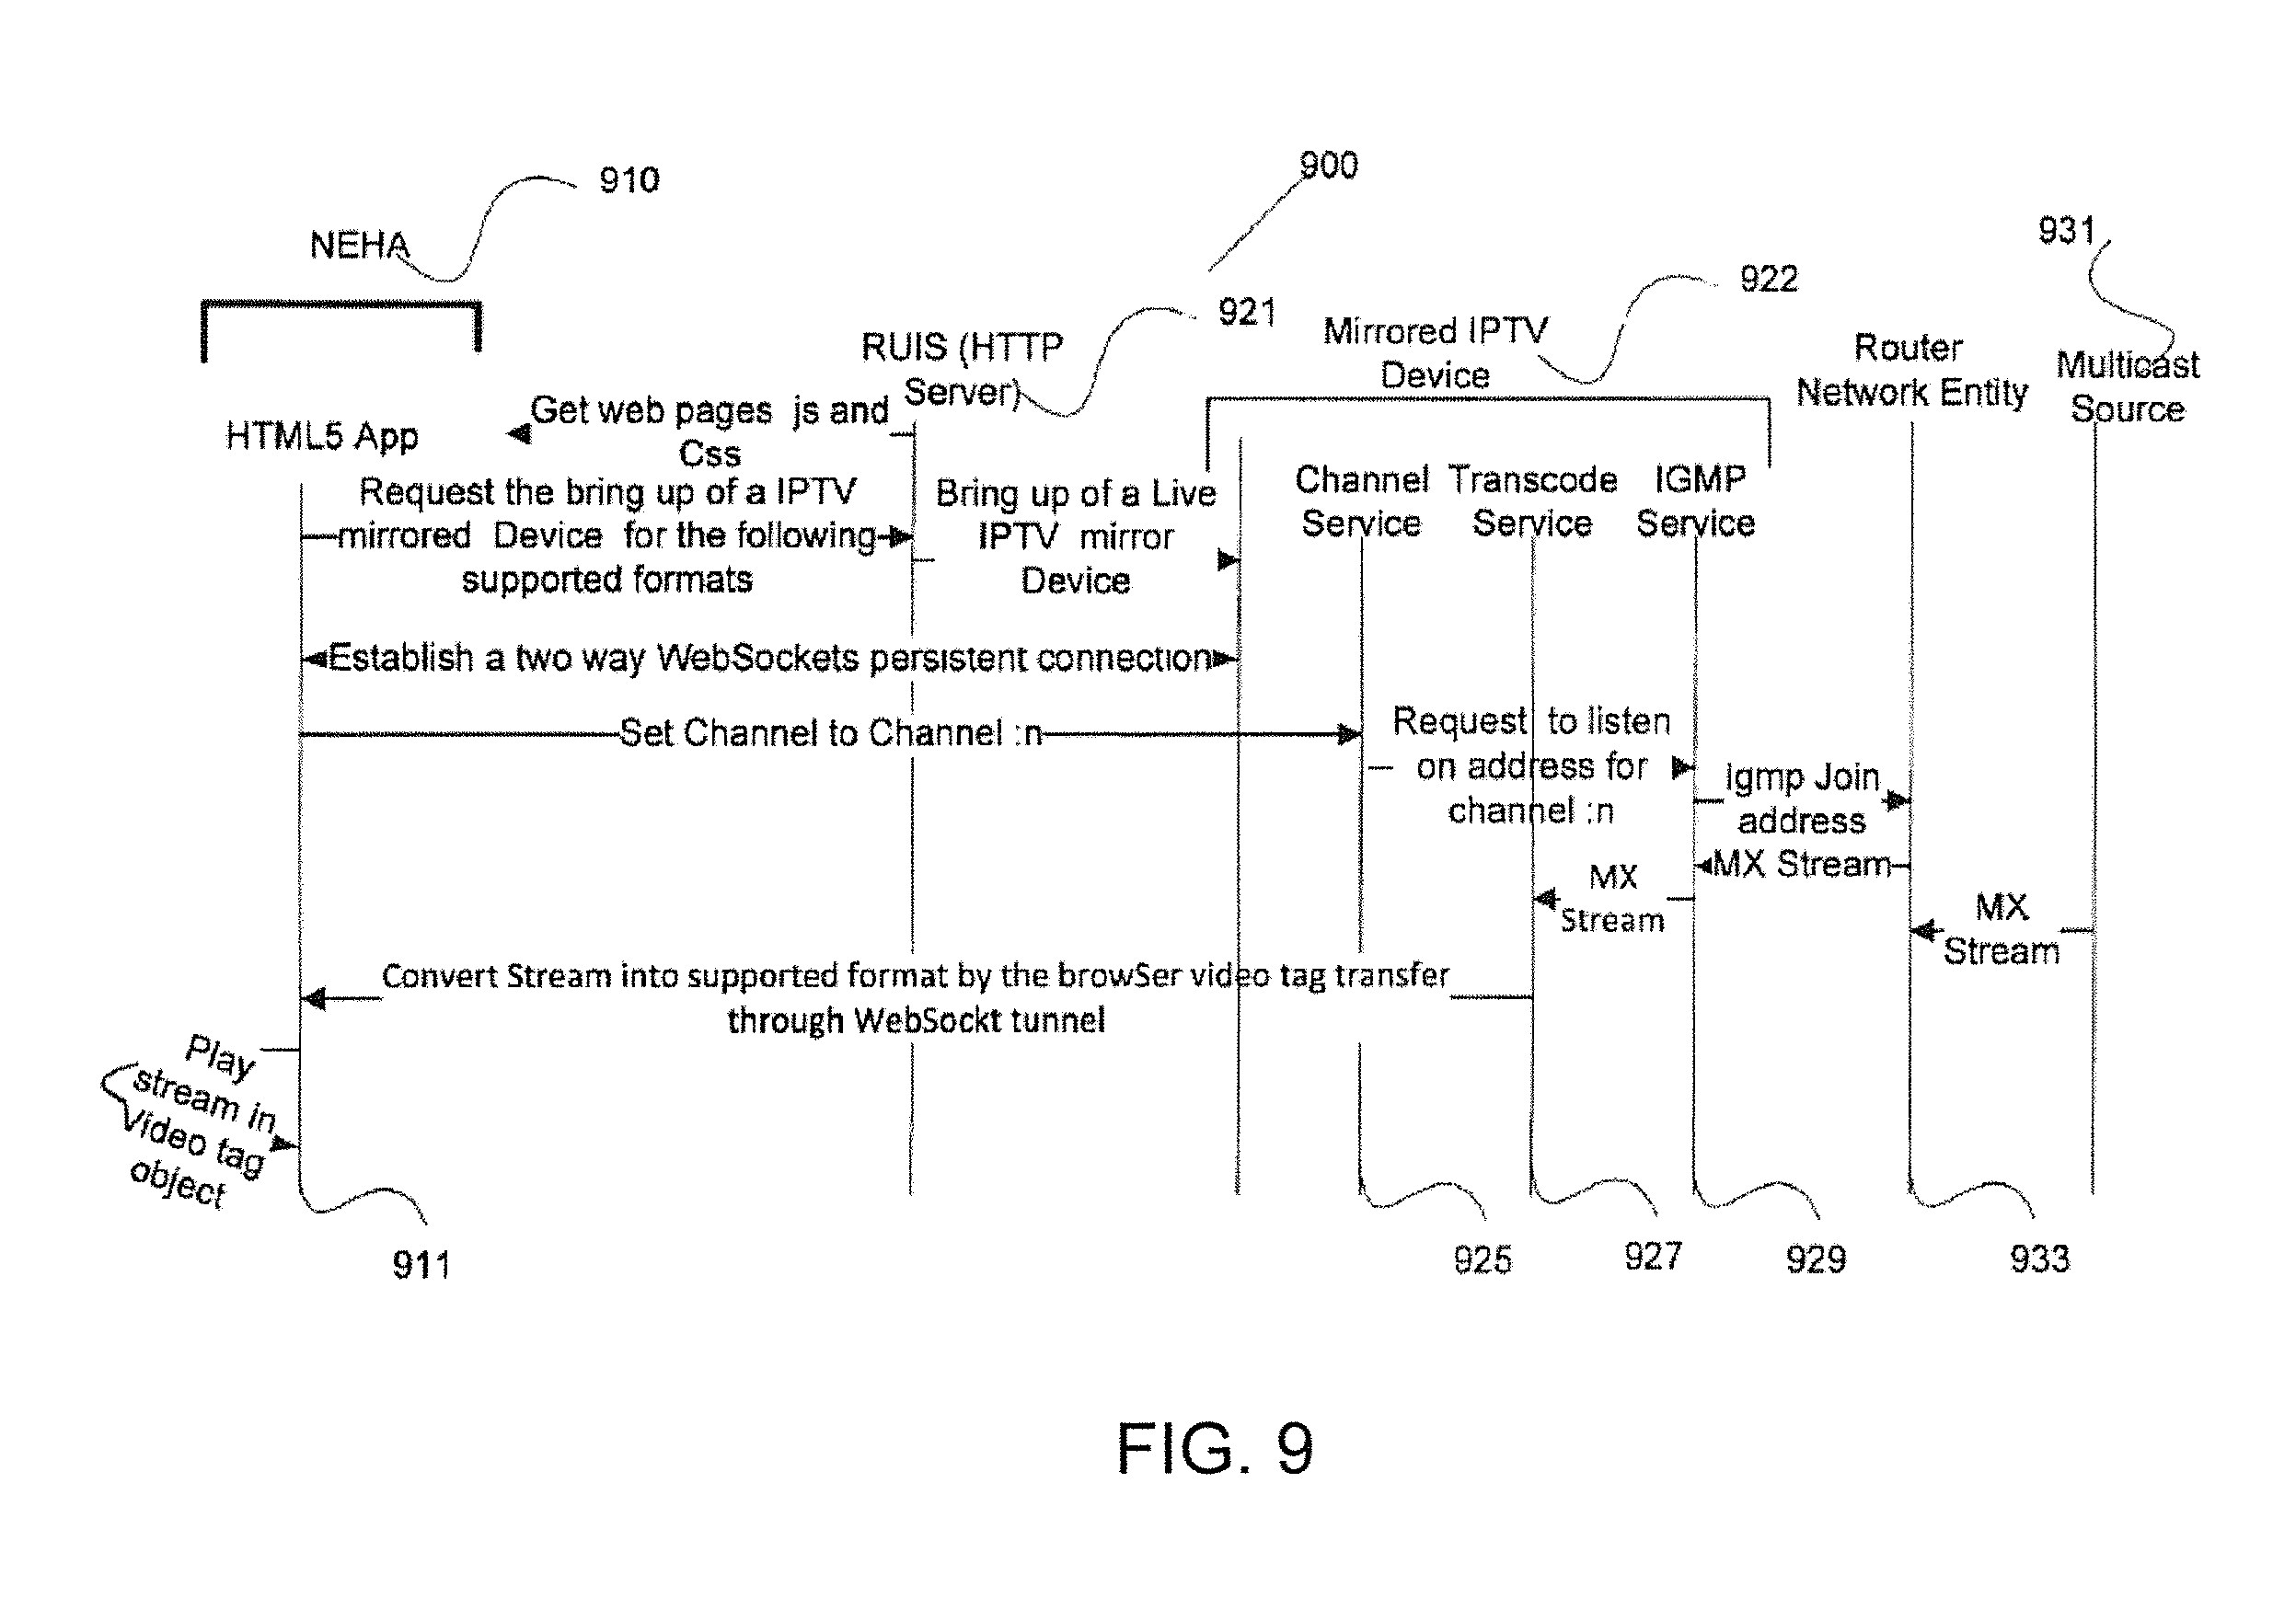 900
910
931
NEHA
922
921
Mirrored IPTV
Device
RUIS (HTTP
Server)
Router
Network Entity
Multicast
Source
HTML5 App
Get web pages js and
Css
Channel
Service
Transcode
Service
IGMP
Service
Request the bring up of a IPTV
mirrored Device for the following
supported formats
Bring up of a Live
IPTV mirror
Device
Establish a two way WebSockets persistent connection
Set Channel to Channel :n
Request to listen
on address for
channel :n
Igmp Join
address
MX Stream
MX
Stream
MX
Stream
Convert Stream into supported format by the browSer video tag transfer
through WebSockt tunnel
Play
stream in
Video tag
object
911
925
927
929
933
FIG. 9